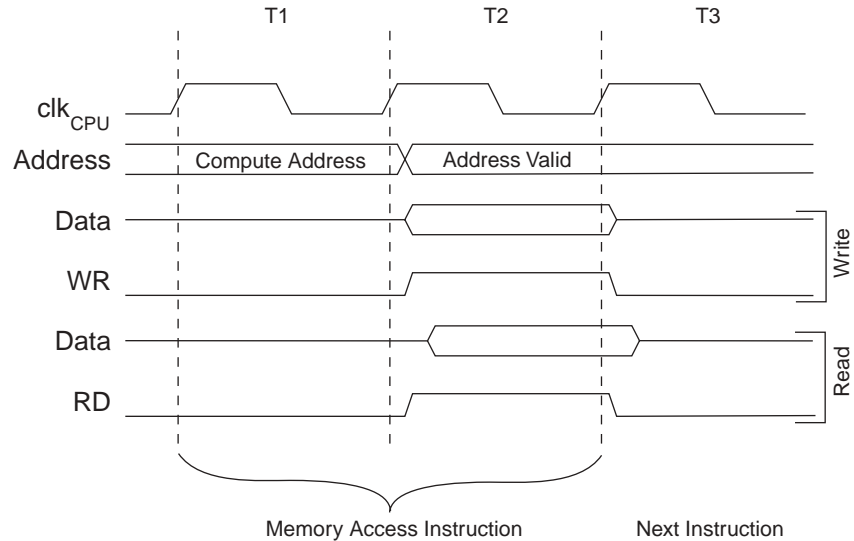 T1 T2 T3
clkCPU
Address Compute Address Address Valid
Data
WR
Write
Data
RD
Read
Memory Access Instruction Next Instruction